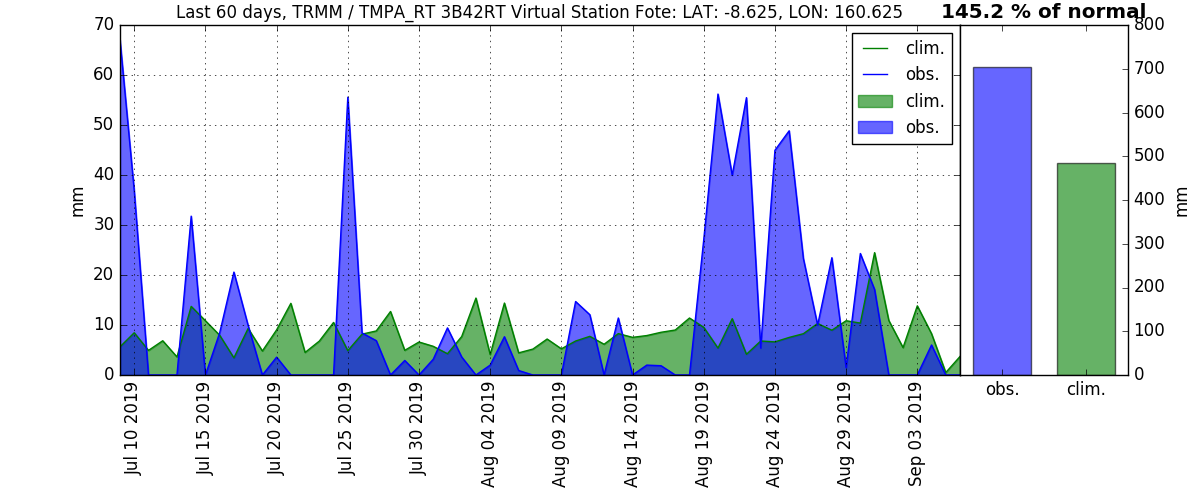 Last 60 days, TRMM / TMPA_RT 3B42RT Virtual Station Fote: LAT: -8.625, LON: 160.625
145.2 % of normal
70
60
50
40
30
20
10
0
mm
clim.
obs.
clim.
obs.
800
700
600
500
400
300
200
100
0
mm
obs.
clim.
Jul 10 2019
Jul 15 2019
Jul 20 2019
Jul 25 2019
Jul 30 2019
Aug 04 2019
Aug 09 2019
Aug 14 2019
Aug 19 2019
Aug 24 2019
Aug 29 2019
Sep 03 2019